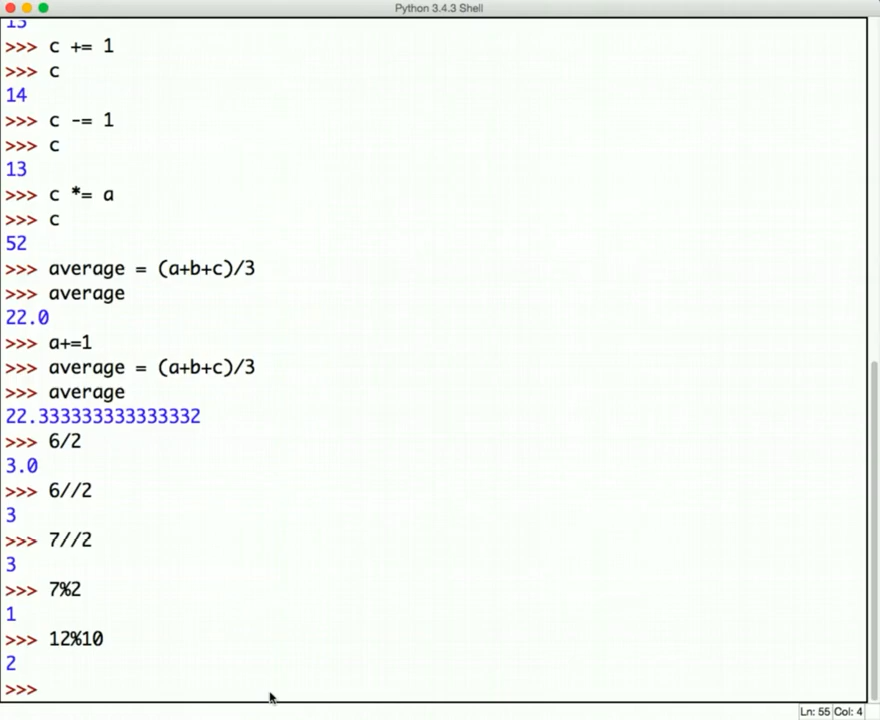 Python 3.4.3 Shell
13
>>> c += 1
>>> c
14
>>> c -= 1
>>> c
13
>>> c *= a
>>> c
52
>>> average = (a+b+c)/3
>>> average
22.0
>>> a+=1
>>> average = (a+b+c)/3
>>> average
22.333333333333332
>>> 6/2
3.0
>>> 6//2
3
>>> 7//2
3
>>> 7%2
1
>>> 12%10
2
>>>
Ln: 55 Col: 4